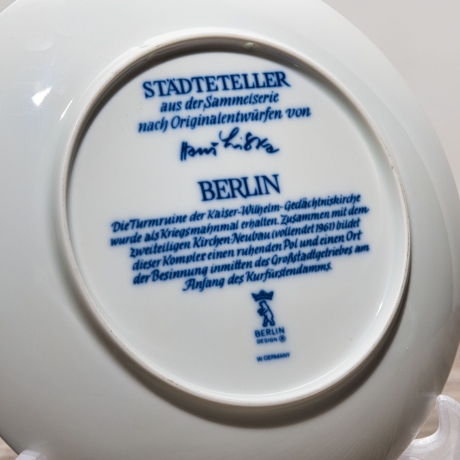 STÄDTETELLER
aus der Sammelserie
nach Originalentwürfen von
Hans Liska
BERLIN
Die Turmruine der Kaiser-Wilhelm-Gedächtniskirche
wurde als Kriegsmahnmal erhalten. Zusammen mit dem
zweiteiligen Kirchen-Neubau (vollendet 1961) bildet
dieser Komplex einen ruhenden Pol und einen Ort
der Besinnung inmitten des Großstadtgetriebes am
Anfang des Kurfürstendamms.
BERLIN
DESIGN ®
W. GERMANY